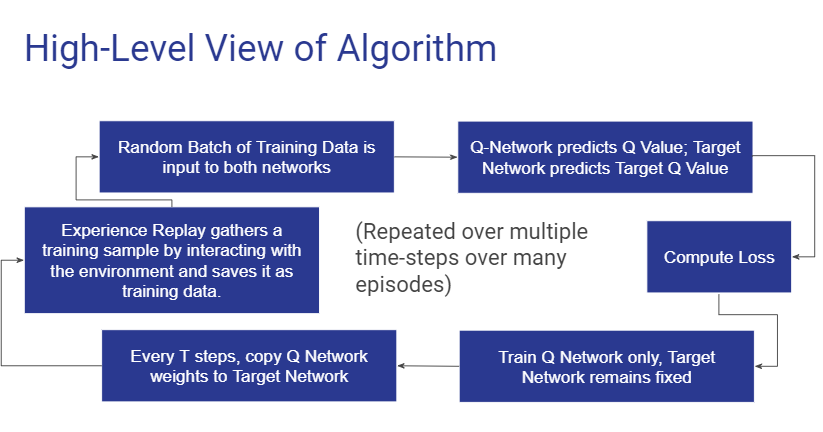 High-Level View of Algorithm
Random Batch of Training Data is
input to both networks
Q-Network predicts Q Value; Target
Network predicts Target Q Value
Experience Replay gathers a
training sample by interacting with
the environment and saves it as
training data.
(Repeated over multiple
time-steps over many
episodes)
Compute Loss
Every T steps, copy Q Network
weights to Target Network
Train Q Network only, Target
Network remains fixed